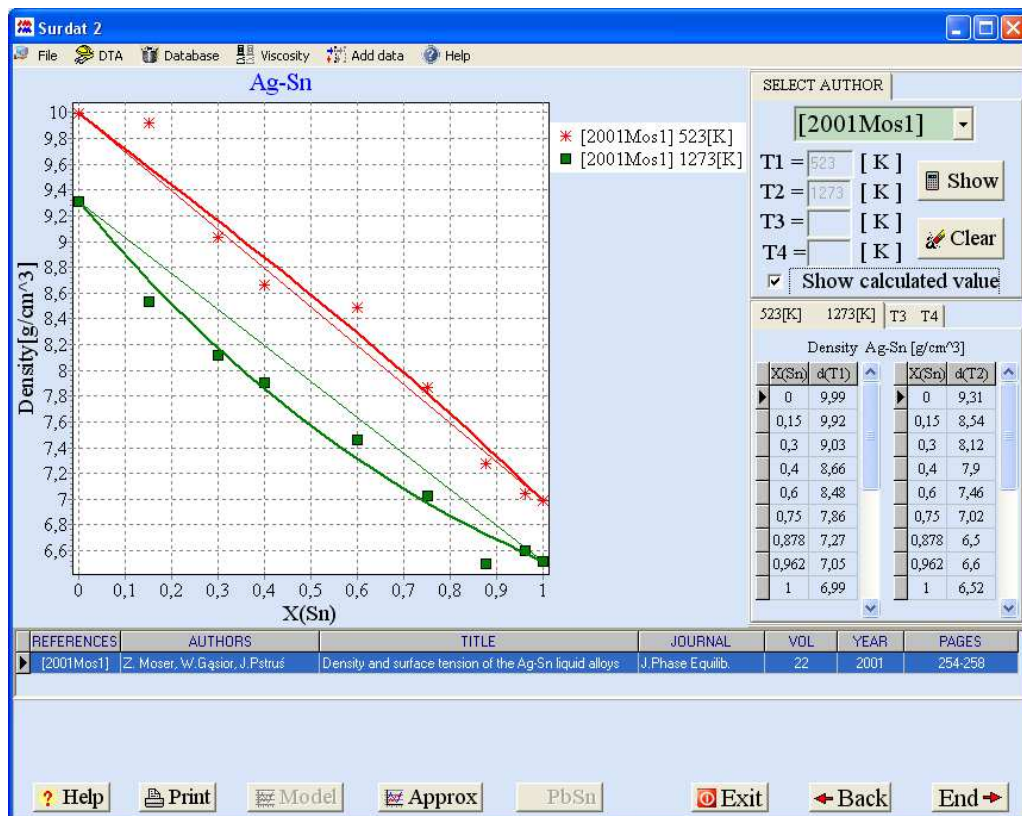 Surdat 2
File DTA Database Viscosity Add data Help
Ag-Sn
10
9,8
9,6
9,4
9,2
9
8,8
8,6
8,4
8,2
8
7,8
7,6
7,4
7,2
7
6,8
6,6
Density[g/cm^3]
0 0,1 0,2 0,3 0,4 0,5 0,6 0,7 0,8 0,9 1
X(Sn)
[2001Mos1] 523[K]
[2001Mos1] 1273[K]
SELECT AUTHOR
[2001Mos1]
T1 = 523 [ K ]
T2 = 1273 [ K ]
Show
T3 = [ K ]
T4 = [ K ]
Clear
Show calculated value
523[K] 1273[K] T3 T4
Density Ag-Sn [g/cm^3]
X(Sn) d(T1) X(Sn) d(T2)
0 9,99 0 9,31
0,15 9,92 0,15 8,54
0,3 9,03 0,3 8,12
0,4 8,66 0,4 7,9
0,6 8,48 0,6 7,46
0,75 7,86 0,75 7,02
0,878 7,27 0,878 6,5
0,962 7,05 0,962 6,6
1 6,99 1 6,52
REFERENCES AUTHORS TITLE JOURNAL VOL YEAR PAGES
[2001Mos1] Z. Moser, W.Gąsior, J.Pstruś Density and surface tension of the Ag-Sn liquid alloys J.Phase Equilib. 22 2001 254-258
Help Print Model Approx PbSn Exit Back End